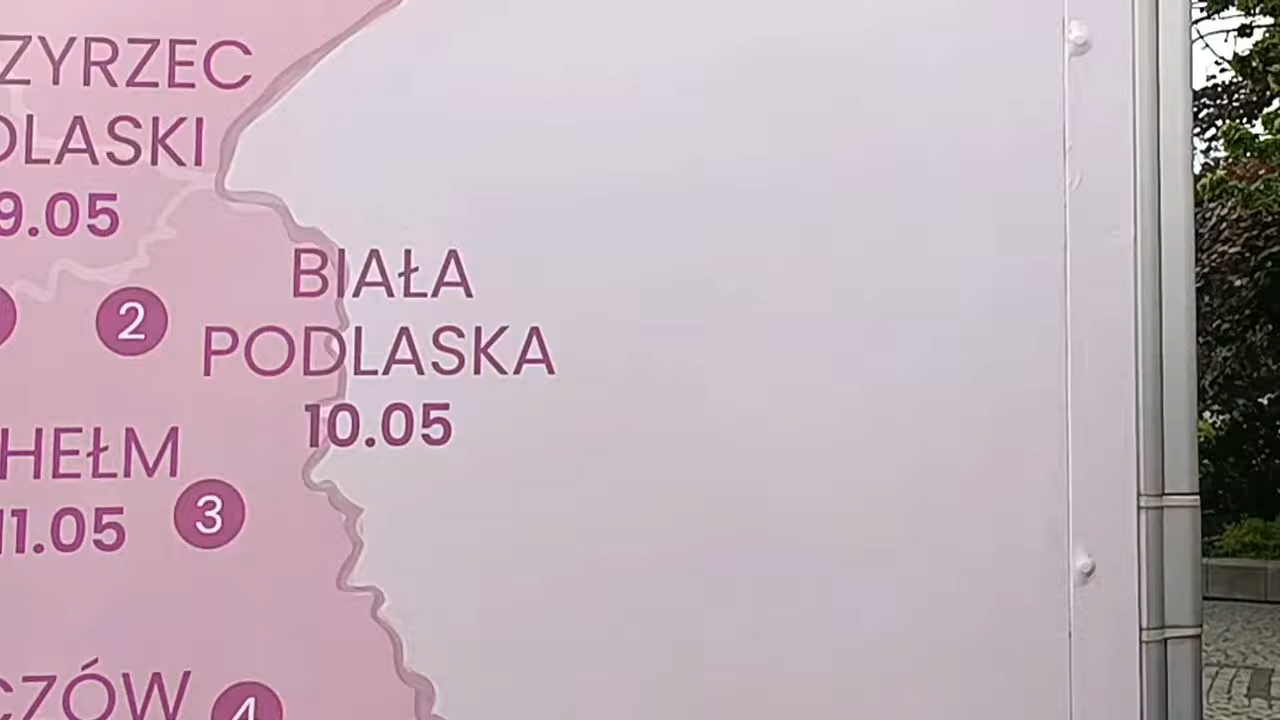 ZYRZEC
DLASKI
9.05
BIAŁA
PODLASKA
10.05
2
HEŁM
11.05
3
CZÓW
4